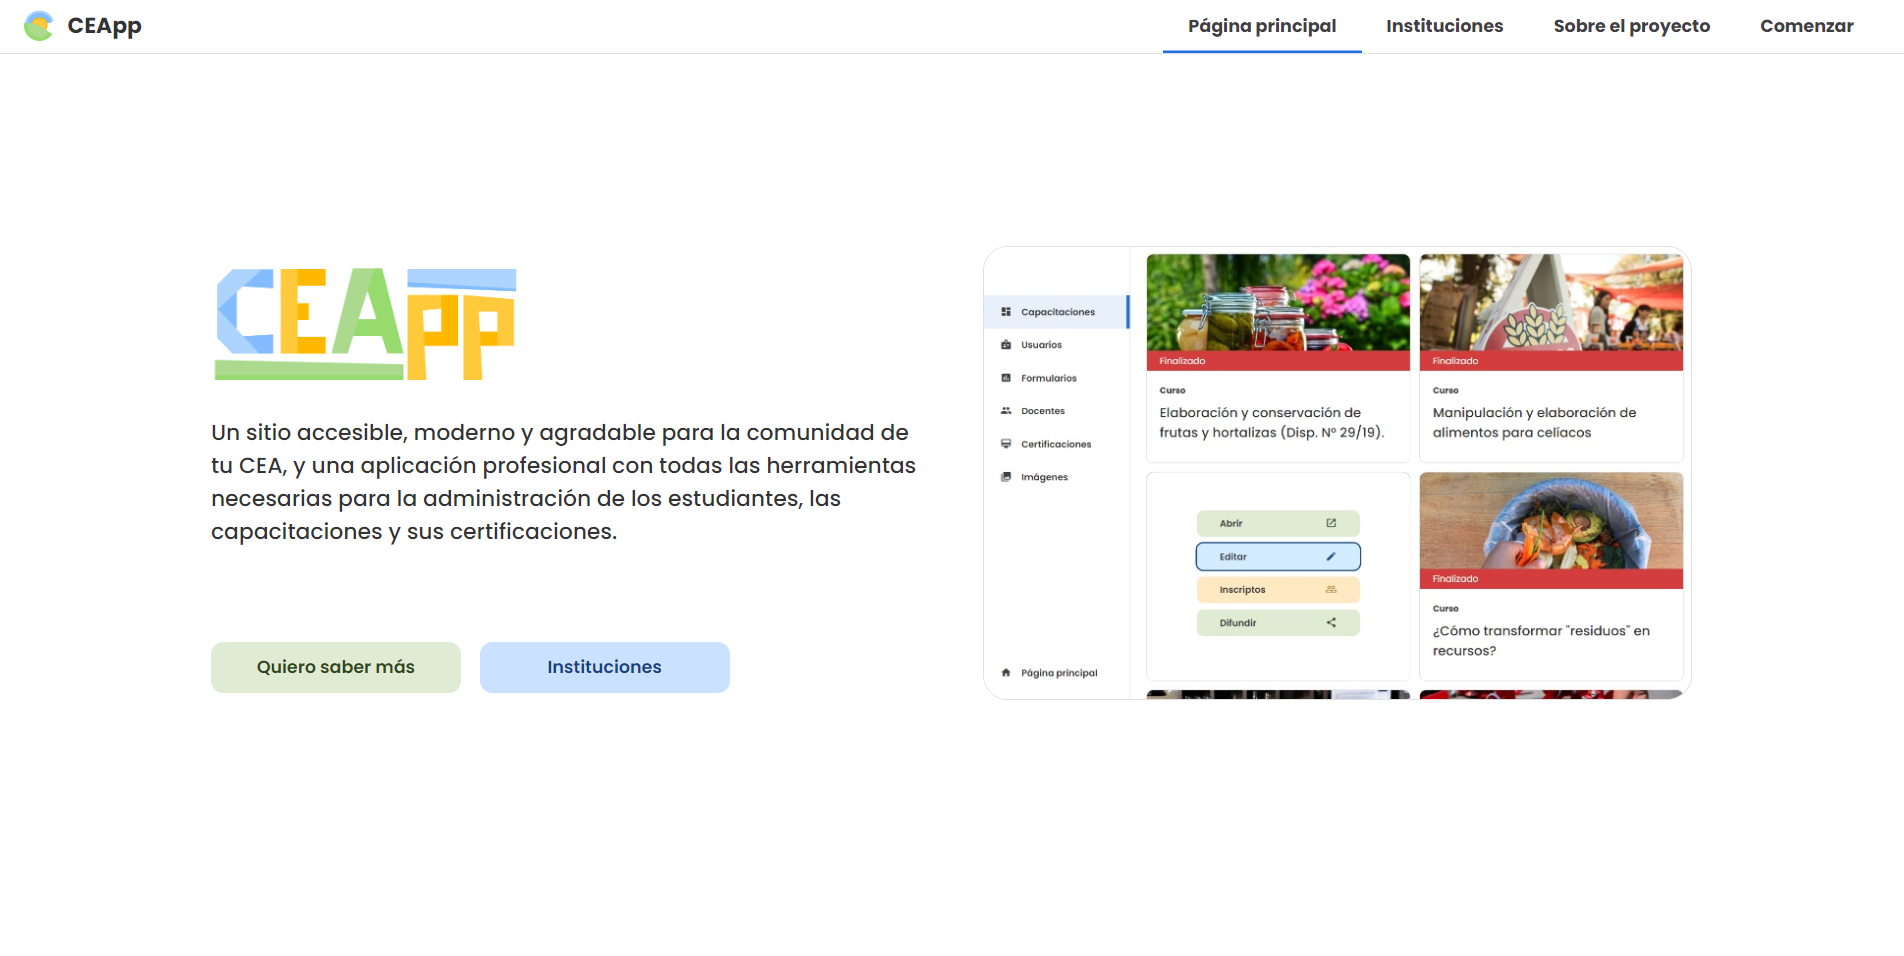 CEApp
Página principal
Instituciones
Sobre el proyecto
Comenzar
CEApp
Un sitio accesible, moderno y agradable para la comunidad de
tu CEA, y una aplicación profesional con todas las herramientas
necesarias para la administración de los estudiantes, las
capacitaciones y sus certificaciones.
Quiero saber más
Instituciones
Capacitaciones
Usuarios
Formularios
Docentes
Certificaciones
Imágenes
Página principal
Finalizado
Curso
Elaboración y conservación de
frutas y hortalizas (Disp. Nº 29/19).
Finalizado
Curso
Manipulación y elaboración de
alimentos para celíacos
Abrir
Editar
Inscriptos
Difundir
Finalizado
Curso
¿Cómo transformar "residuos" en
recursos?